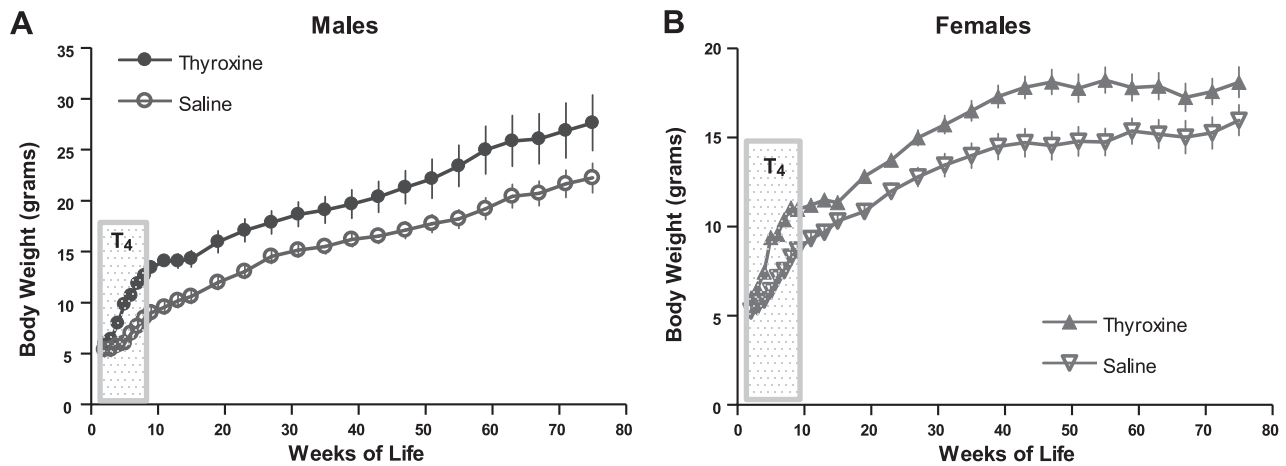 A
Males
35
30
25
20
15
10
5
0
Body Weight (grams)
Thyroxine
Saline
T4
0 10 20 30 40 50 60 70 80
Weeks of Life
B
Females
20
15
10
5
0
Body Weight (grams)
T4
Thyroxine
Saline
0 10 20 30 40 50 60 70 80
Weeks of Life